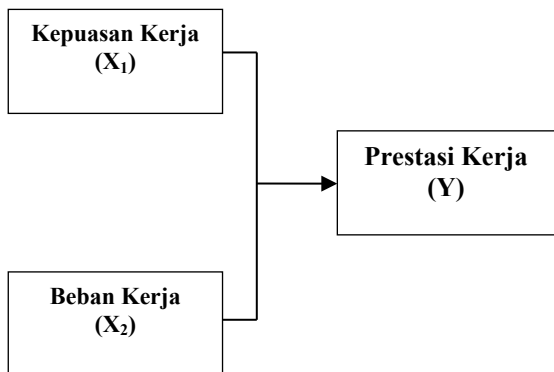 Kepuasan Kerja
(X₁)
Prestasi Kerja
(Y)
Beban Kerja
(X₂)